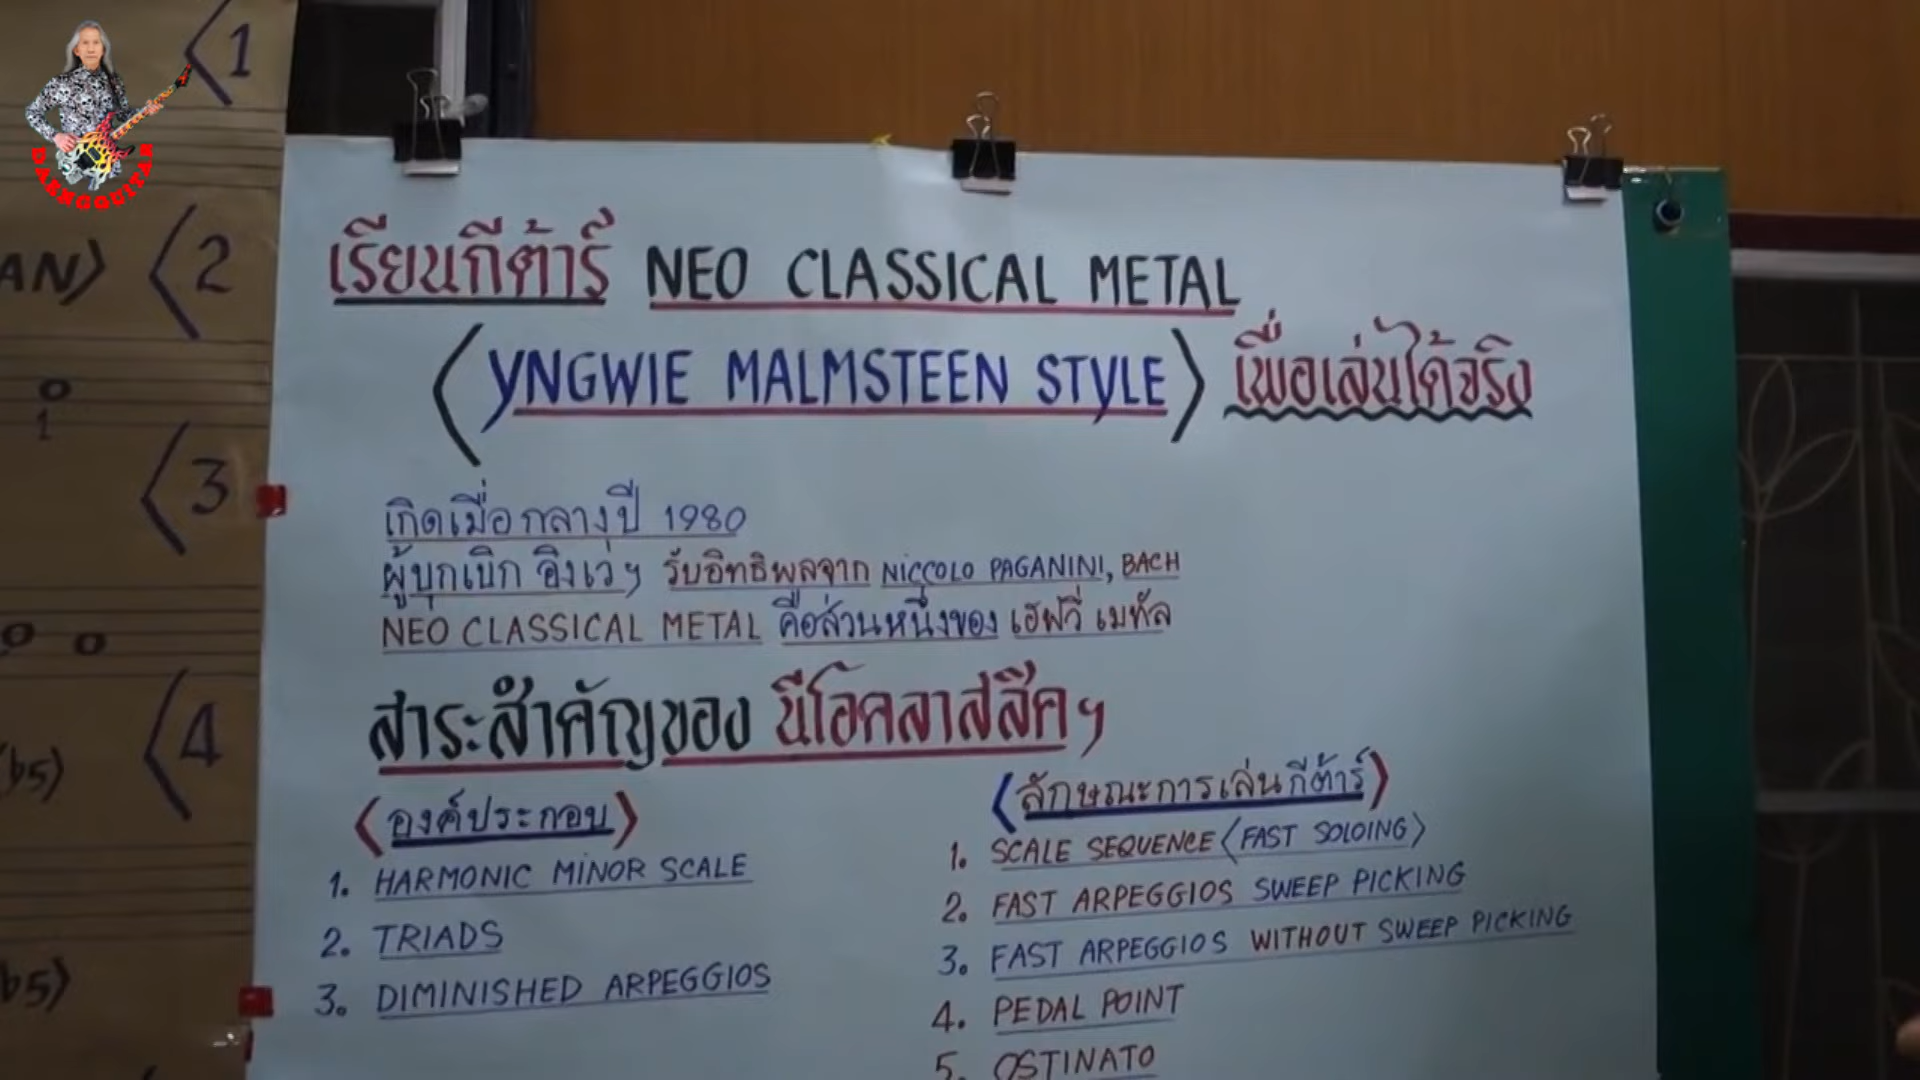 DAENGGUITAR
เรียนกีต้าร์ NEO CLASSICAL METAL
<YNGWIE MALMSTEEN STYLE> เพื่อเล่นได้จริง
เกิดเมื่อกลางปี 1980
ผู้บุกเบิก อิงเว่ฯ รับอิทธิพลจาก NICCOLO PAGANINI, BACH
NEO CLASSICAL METAL คือส่วนหนึ่งของ เฮฟวี่ เมทัล
สาระสำคัญของ นีโอคลาสสิคฯ
<องค์ประกอบ>
1. HARMONIC MINOR SCALE
2. TRIADS
3. DIMINISHED ARPEGGIOS
<ลักษณะการเล่นกีต้าร์>
1. SCALE SEQUENCE <FAST SOLOING>
2. FAST ARPEGGIOS SWEEP PICKING
3. FAST ARPEGGIOS WITHOUT SWEEP PICKING
4. PEDAL POINT
5. OSTINATO
<1
AN> <2
1
<3
<4
(b5)
b5)